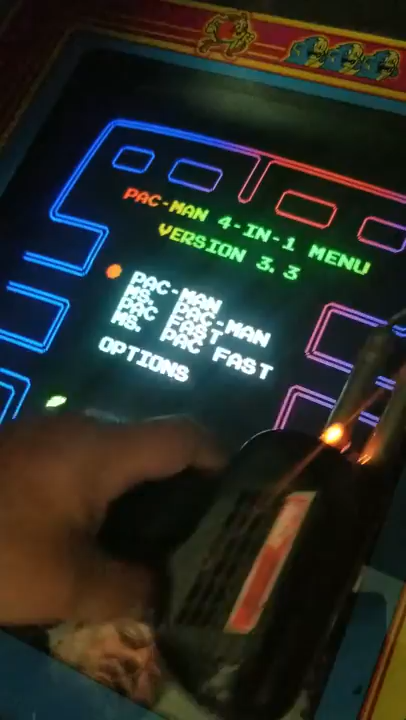 PAC-MAN 4-IN-1 MENU
VERSION 3.3
PAC-MAN
MS. PAC-MAN
PAC FAST
MS. PAC FAST
OPTIONS